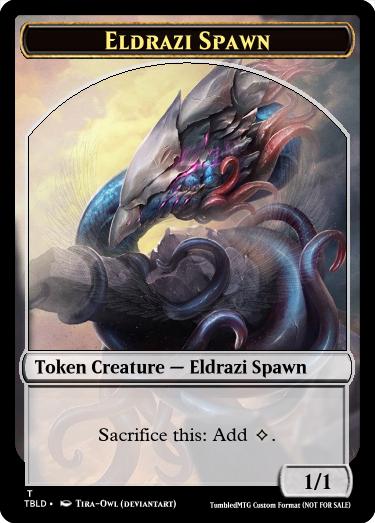 Eldrazi Spawn
Token Creature — Eldrazi Spawn
Sacrifice this: Add ◇.
1/1
T
TBLD • Tira-Owl (deviantart)
TumbledMTG Custom Format (NOT FOR SALE)